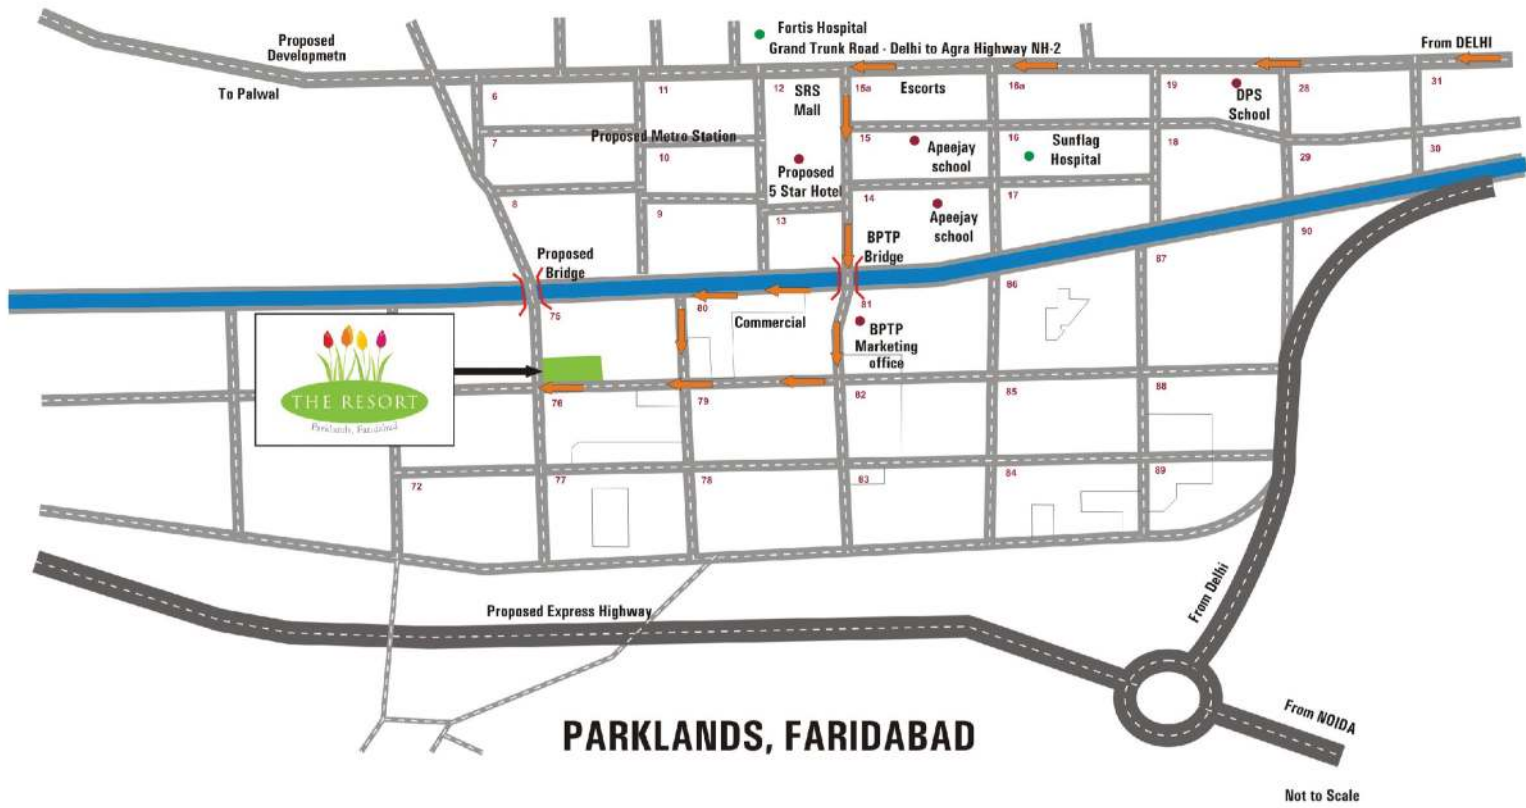 Fortis Hospital
Proposed
Developmetn
Grand Trunk Road - Delhi to Agra Highway NH-2
From DELHI
To Palwal
6
11
12
SRS
Mall
15a
Escorts
16a
19
DPS
School
28
31
7
Proposed Metro Station
10
15
Apeejay
school
16
Sunflag
Hospital
18
29
30
Proposed
5 Star Hotel
8
9
13
14
Apeejay
school
17
90
Proposed
Bridge
BPTP
Bridge
87
86
75
80
81
Commercial
BPTP
Marketing
office
THE RESORT
Parklands, Faridabad
76
79
82
85
88
72
77
78
83
84
89
Proposed Express Highway
From Delhi
From NOIDA
PARKLANDS, FARIDABAD
Not to Scale